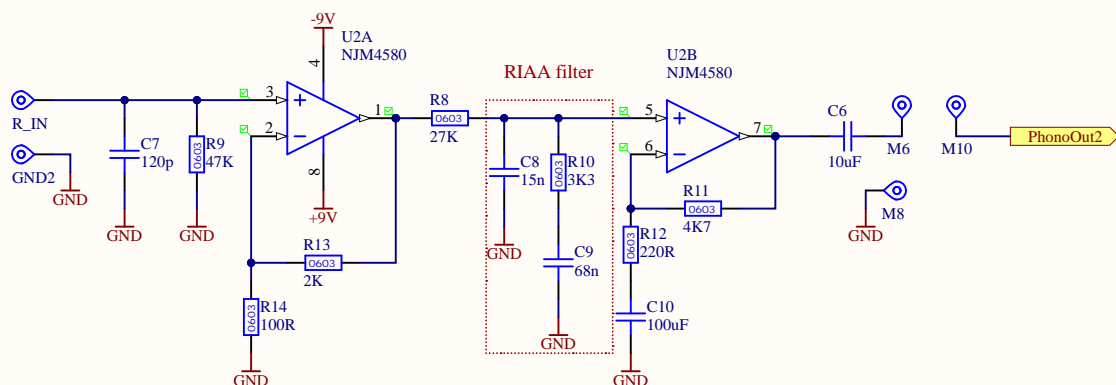 -9V
U2A
NJM4580
4
3
2
1
8
+9V
R_IN
GND2
GND
C7
120p
GND
R9
0603
47K
GND
R13
0603
2K
R14
0603
100R
GND
R8
0603
27K
RIAA filter
C8
15n
GND
R10
0603
3K3
C9
68n
GND
U2B
NJM4580
5
6
7
R11
0603
4K7
R12
0603
220R
C10
100uF
GND
C6
10uF
M6
M10
PhonoOut2
M8
GND